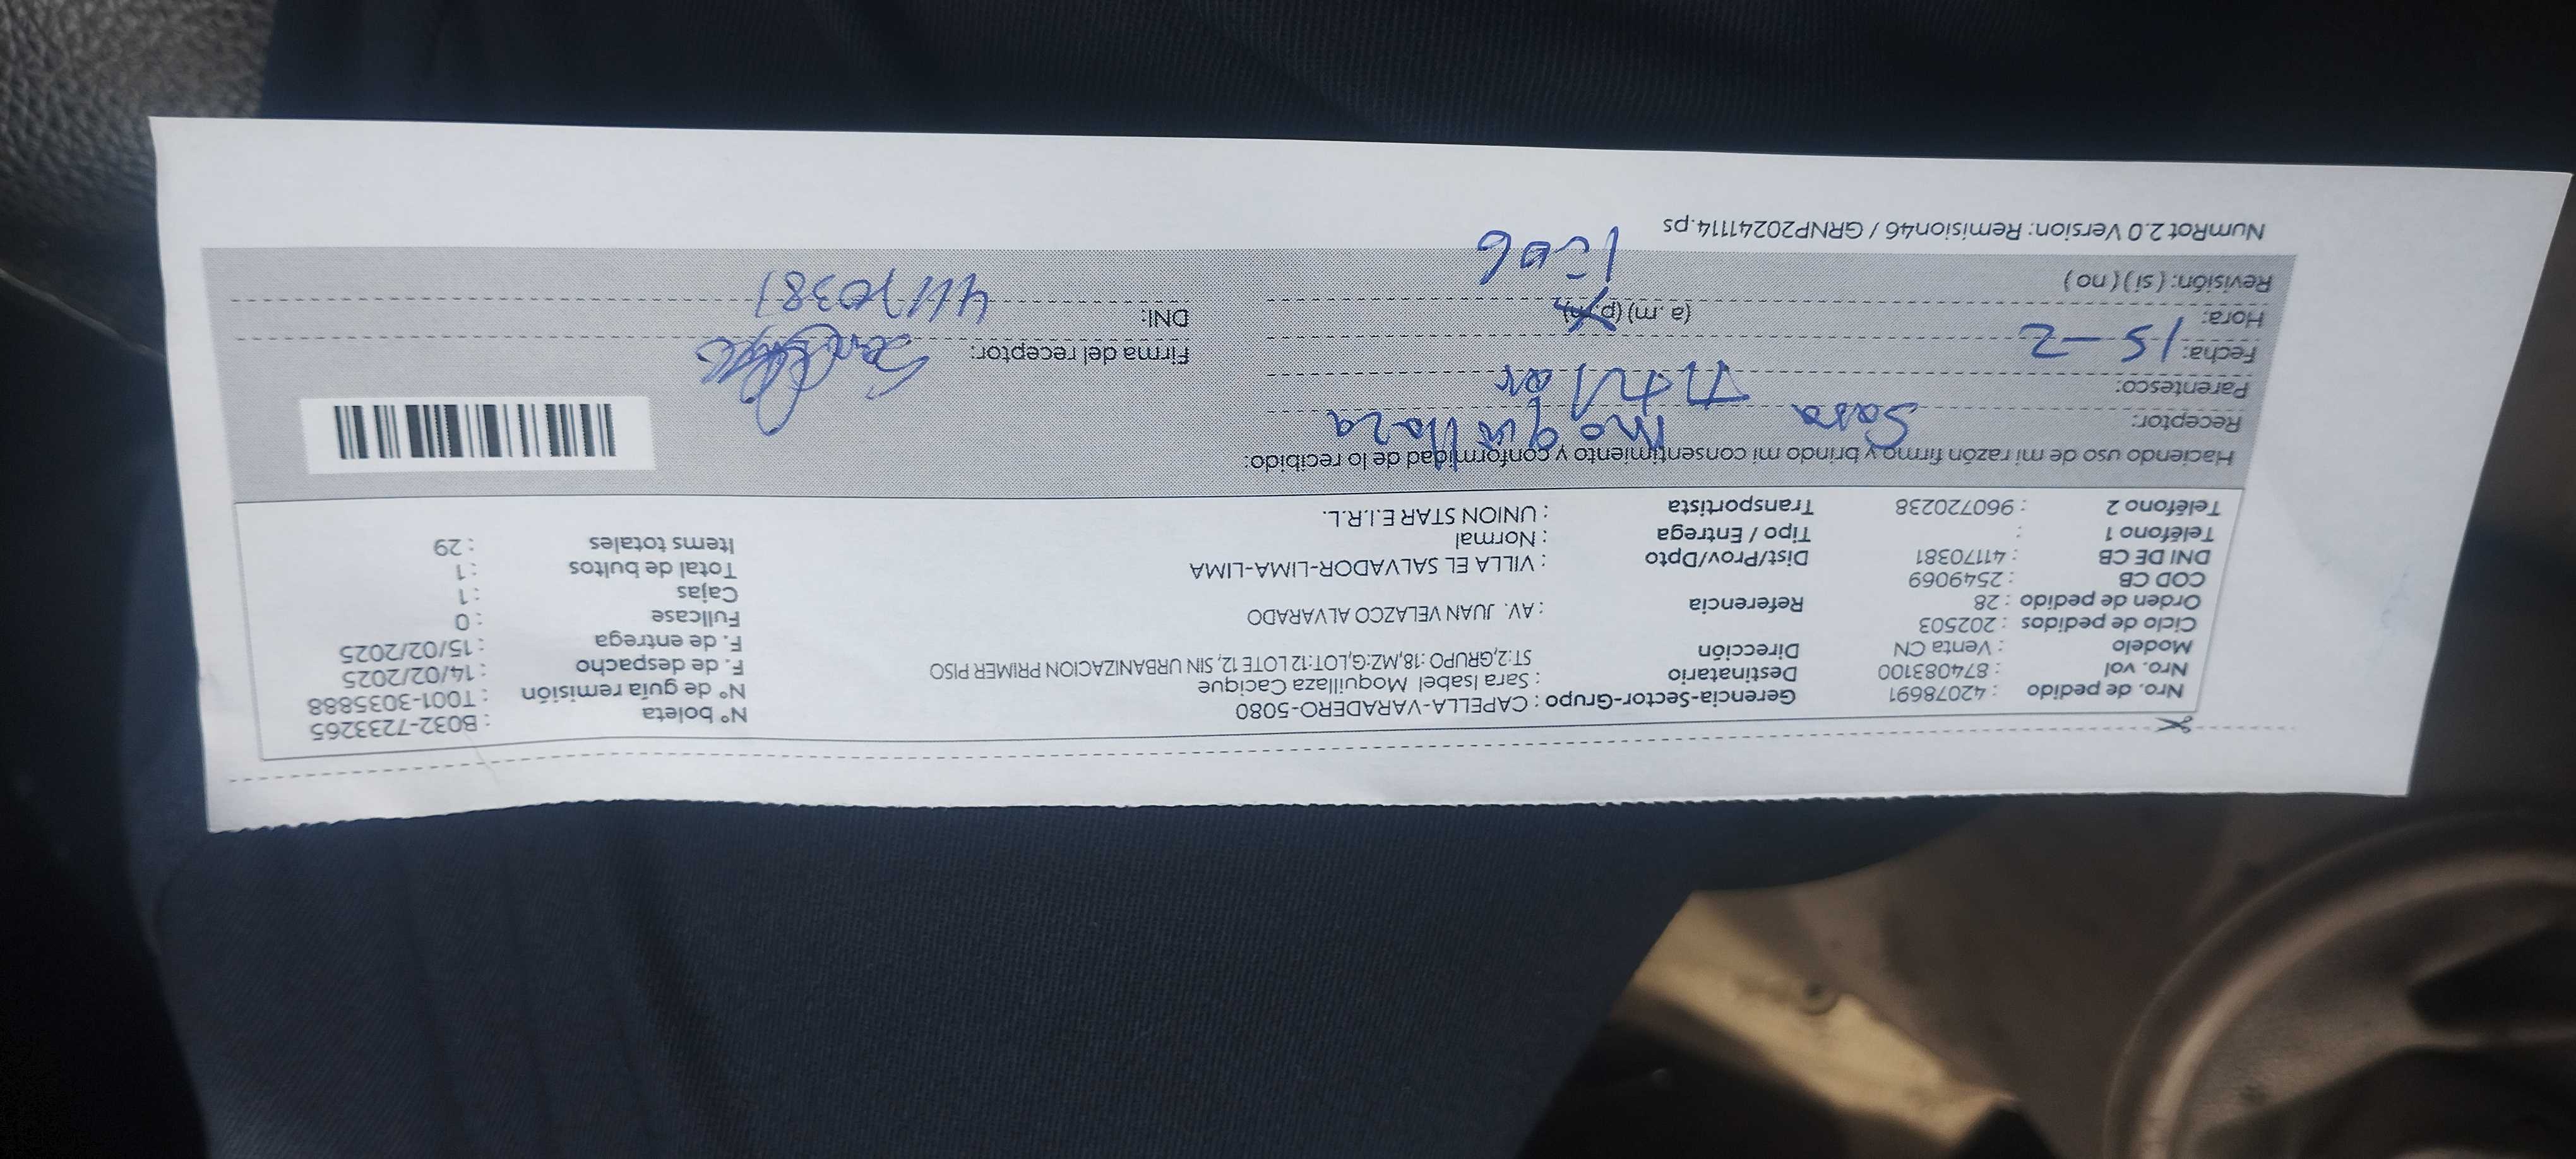 Nro. de pedido : 42078691 Gerencia-Sector-Grupo : CAPELLA-VARADERO-5080 N° boleta : B032-7233265
Nro. vol : 874083100 Destinatario : Sara Isabel Moquillaza Cacique N° de guía remisión : T001-3035888
Modelo : Venta CN Dirección ST:2,GRUPO :18,MZ:G,LOT:12 LOTE 12, SIN URBANIZACION PRIMER PISO F. de despacho : 14/02/2025
Ciclo de pedidos : 202503 F. de entrega : 15/02/2025
Orden de pedido : 28 Referencia : AV. JUAN VELAZCO ALVARADO Fullcase : 0
COD CB : 2549069 Cajas : 1
DNI DE CB : 41170381 Dist/Prov/Dpto : VILLA EL SALVADOR-LIMA-LIMA Total de bultos : 1
Teléfono 1 : Tipo / Entrega : Normal Items totales : 29
Teléfono 2 : 960720238 Transportista : UNION STAR E.I.R.L.
Haciendo uso de mi razón firmo y brindo mi consentimiento y conformidad de lo recibido:
Receptor: Sara Moquillaza
Parentesco: Titular
Fecha: 15-2 Firma del receptor:
Hora: (a. m) (p. m) DNI: 41170381
Revisión: ( si ) ( no )
NumRot 2.0 Version: Remision46 / GRNP20241114.ps